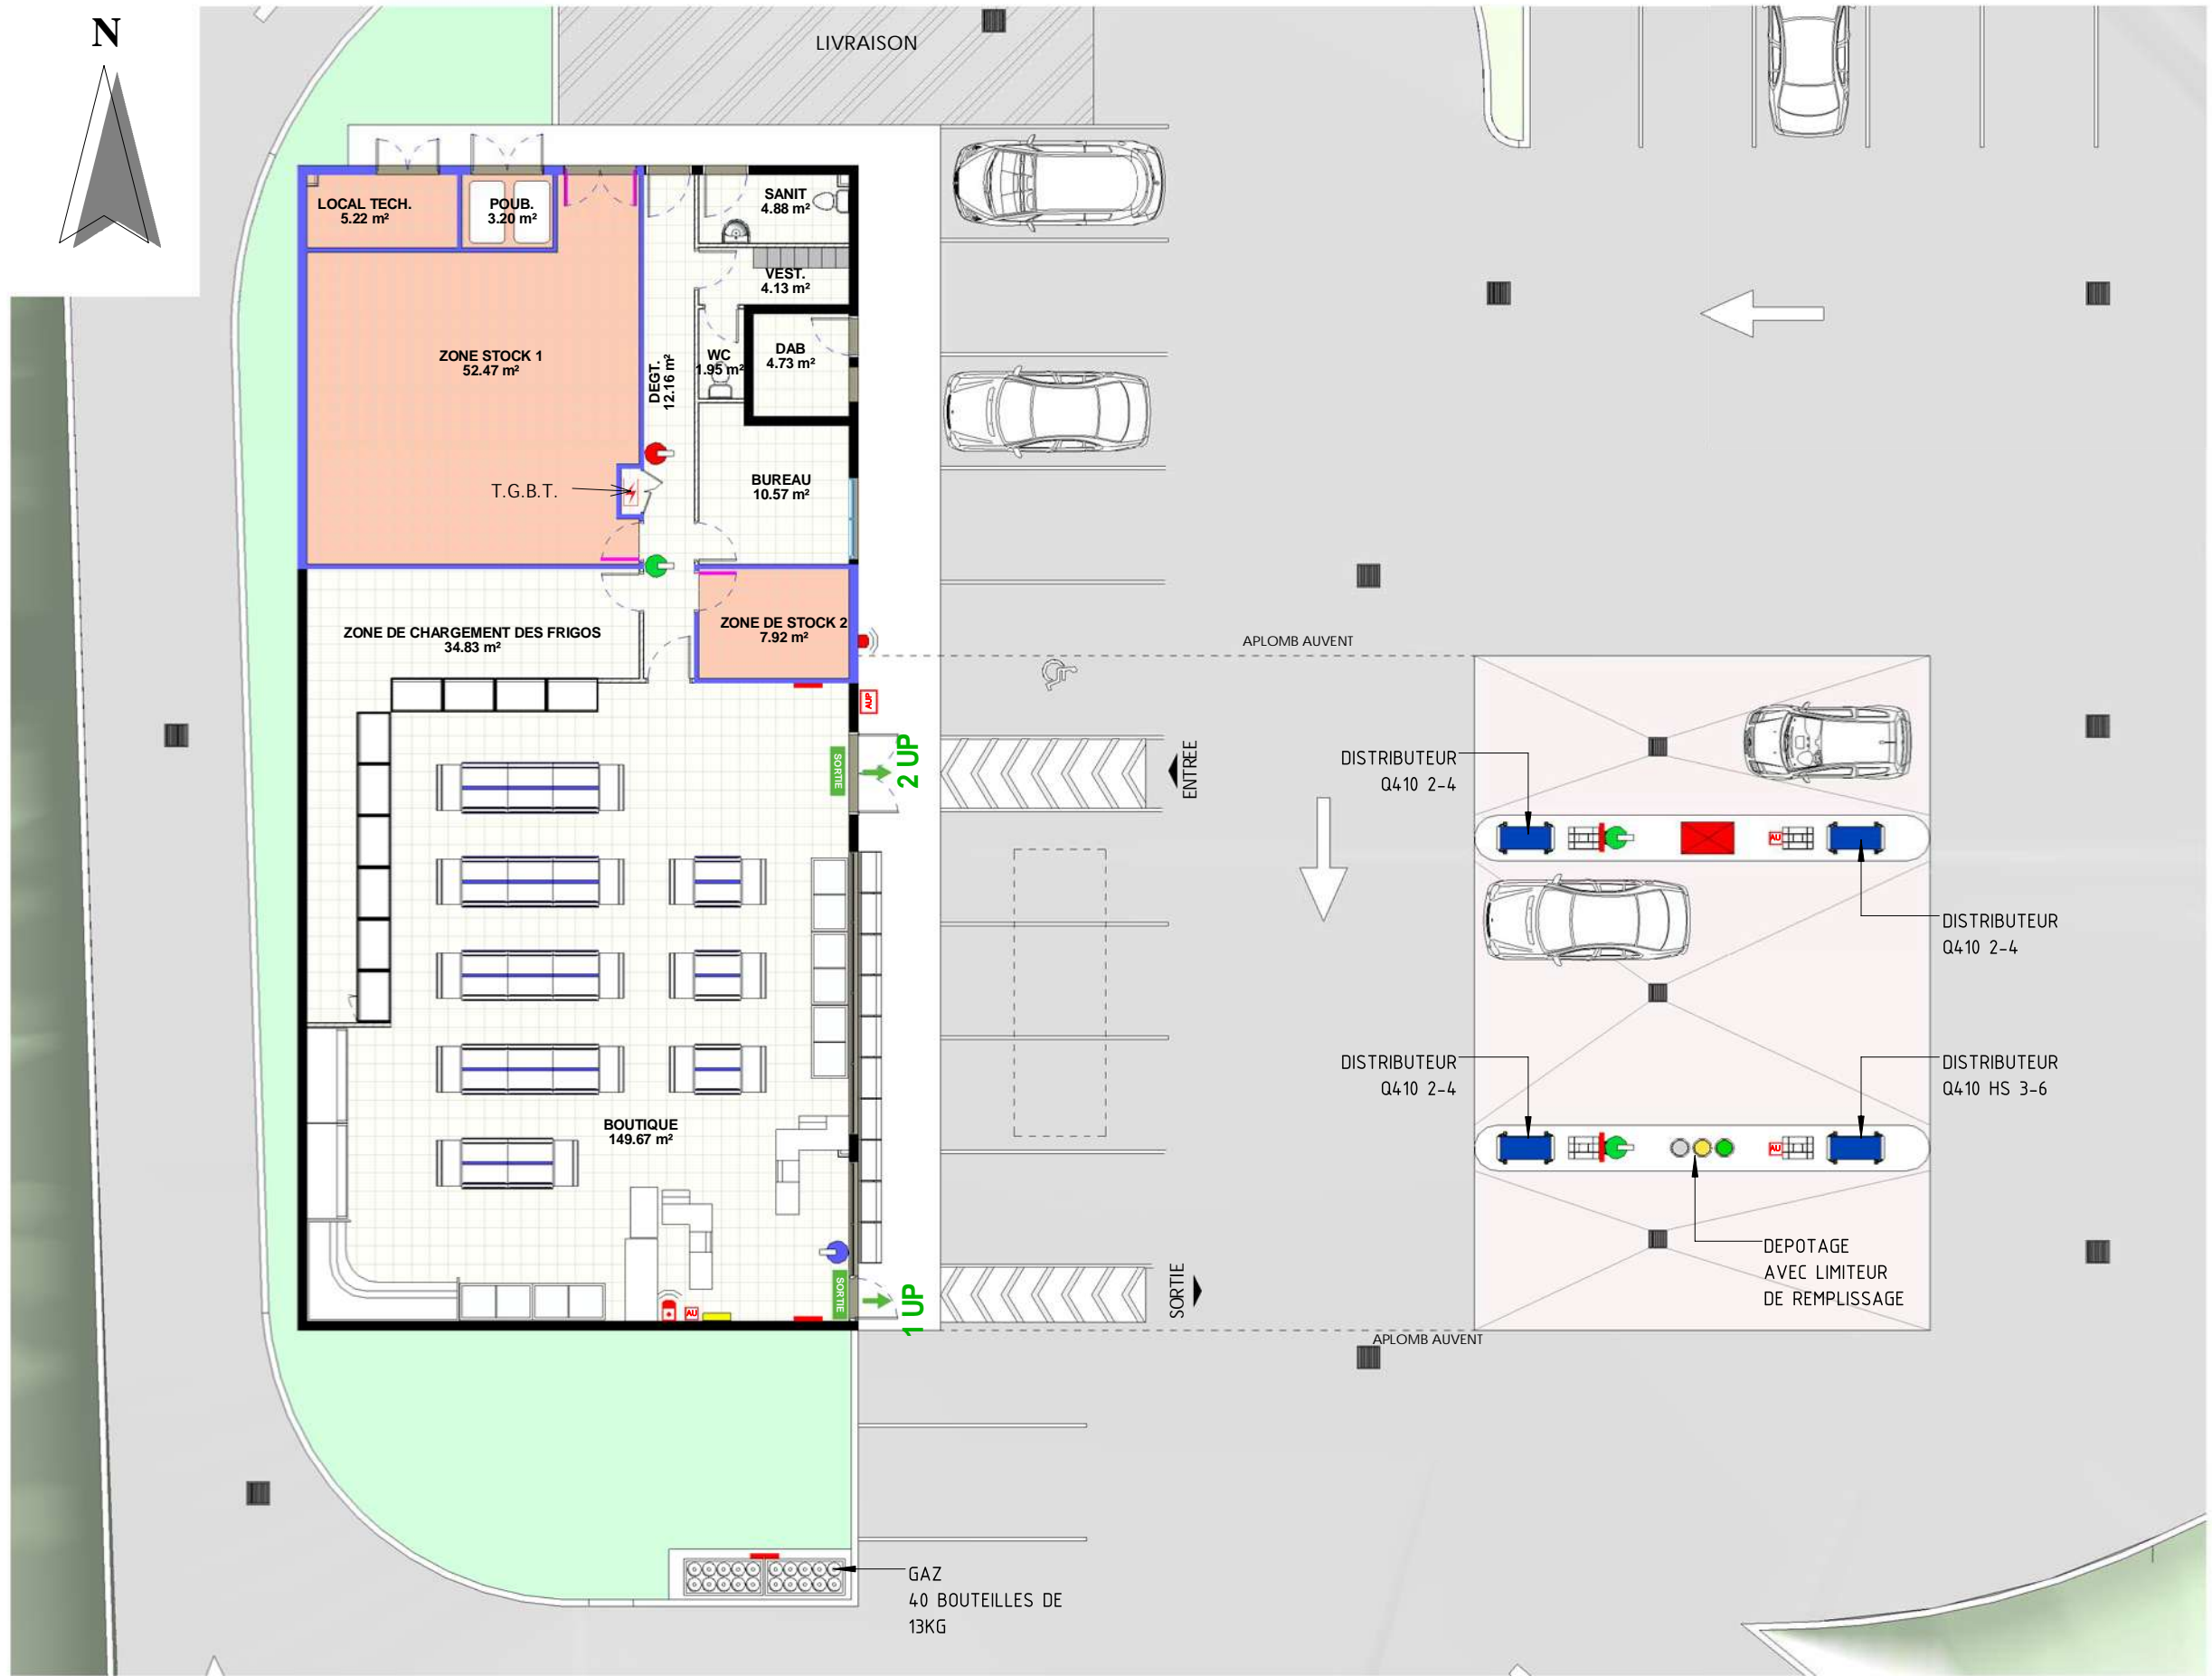 N
LIVRAISON
LOCAL TECH.
5.22 m²
POUB.
3.20 m²
SANIT
4.88 m²
VEST.
4.13 m²
ZONE STOCK 1
52.47 m²
DEGT.
12.16 m²
WC
1.95 m²
DAB
4.73 m²
T.G.B.T.
BUREAU
10.57 m²
ZONE DE CHARGEMENT DES FRIGOS
34.83 m²
ZONE DE STOCK 2
7.92 m²
APLOMB AUVENT
AUP
SORTIE
2 UP
ENTREE
DISTRIBUTEUR
Q410 2-4
AU
DISTRIBUTEUR
Q410 2-4
DISTRIBUTEUR
Q410 2-4
DISTRIBUTEUR
Q410 HS 3-6
AU
BOUTIQUE
149.67 m²
DEPOTAGE
AVEC LIMITEUR
DE REMPLISSAGE
SORTIE
1 UP
SORTIE
AU
APLOMB AUVENT
GAZ
40 BOUTEILLES DE
13KG